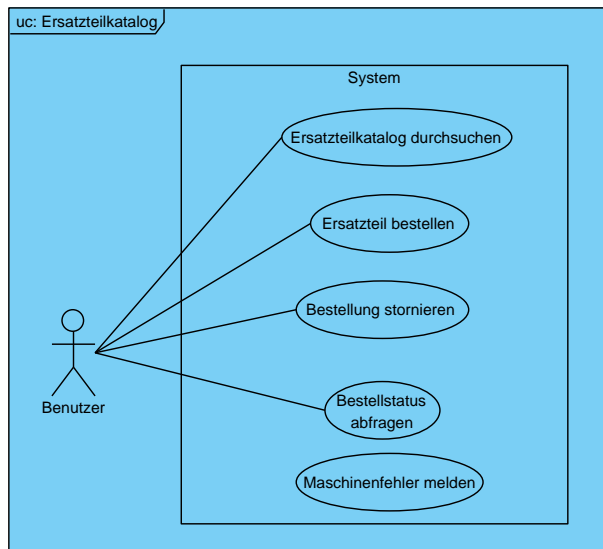 uc: Ersatzteilkatalog
System
Ersatzteilkatalog durchsuchen
Ersatzteil bestellen
Bestellung stornieren
Benutzer
Bestellstatus
abfragen
Maschinenfehler melden